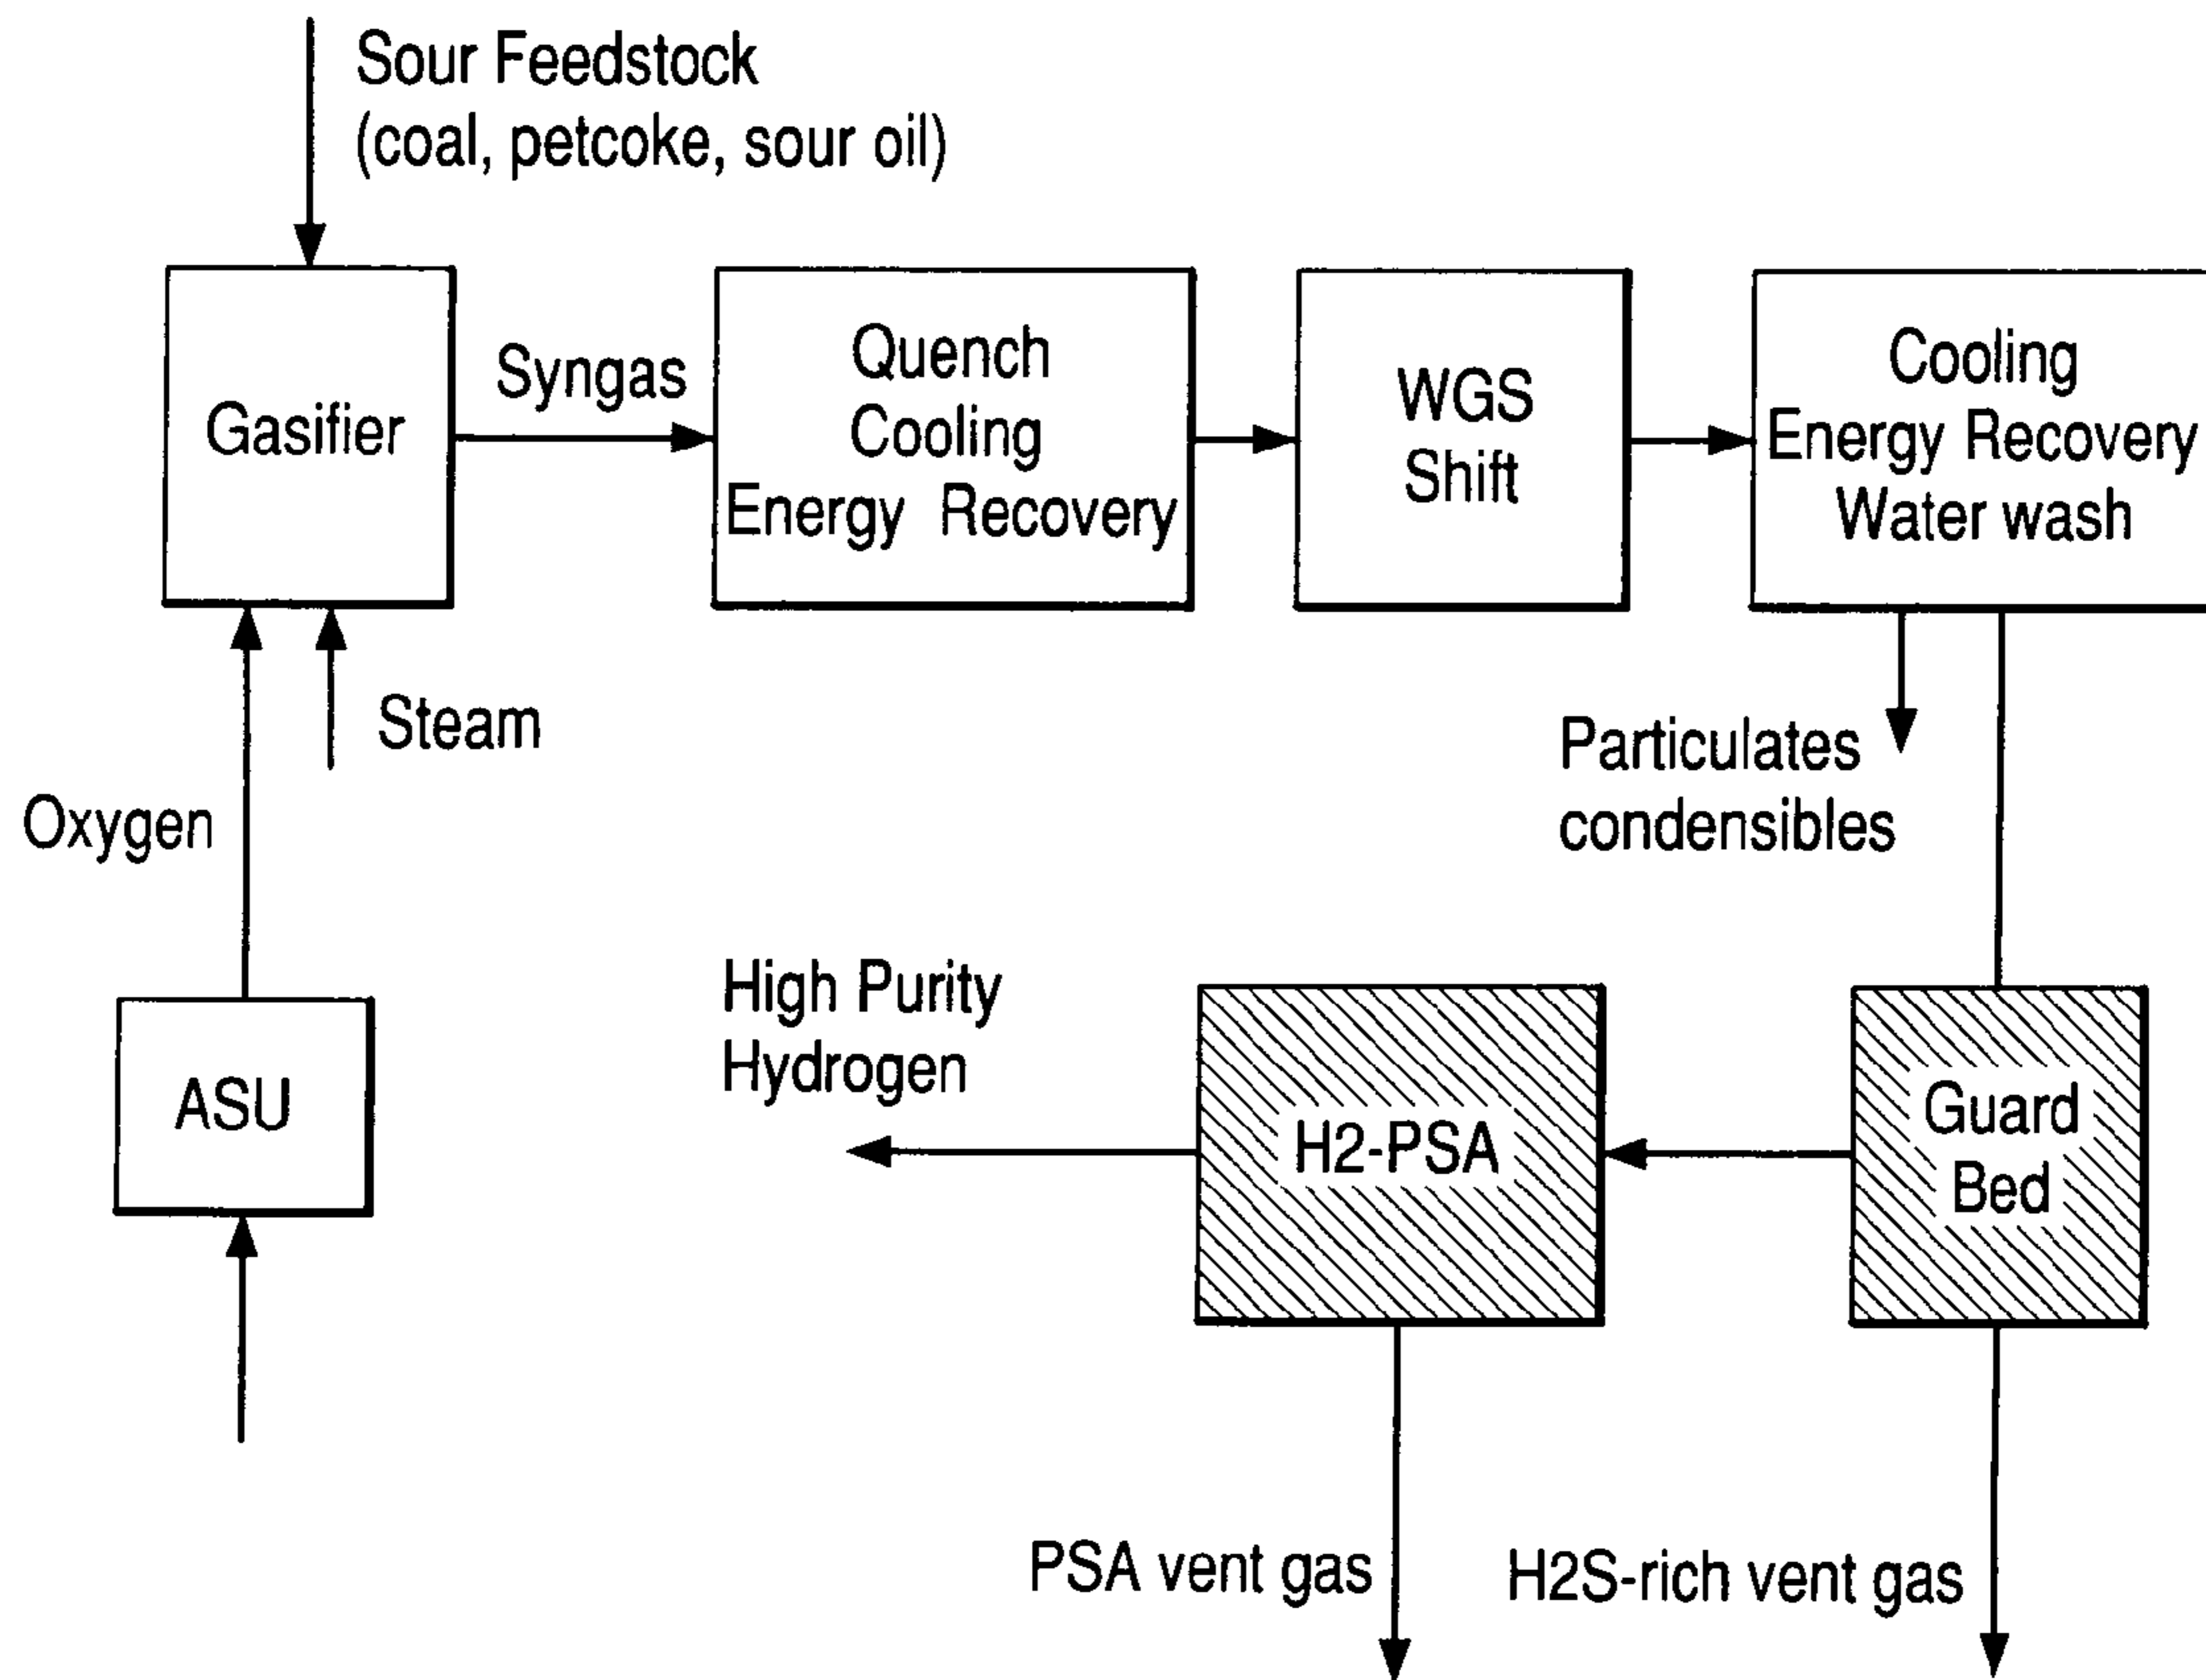 Sour Feedstock
(coal, petcoke, sour oil)
Gasifier
Syngas
Quench
Cooling
Energy Recovery
WGS
Shift
Cooling
Energy Recovery
Water wash
Steam
Oxygen
Particulates
condensibles
ASU
High Purity
Hydrogen
H2-PSA
Guard
Bed
PSA vent gas
H2S-rich vent gas